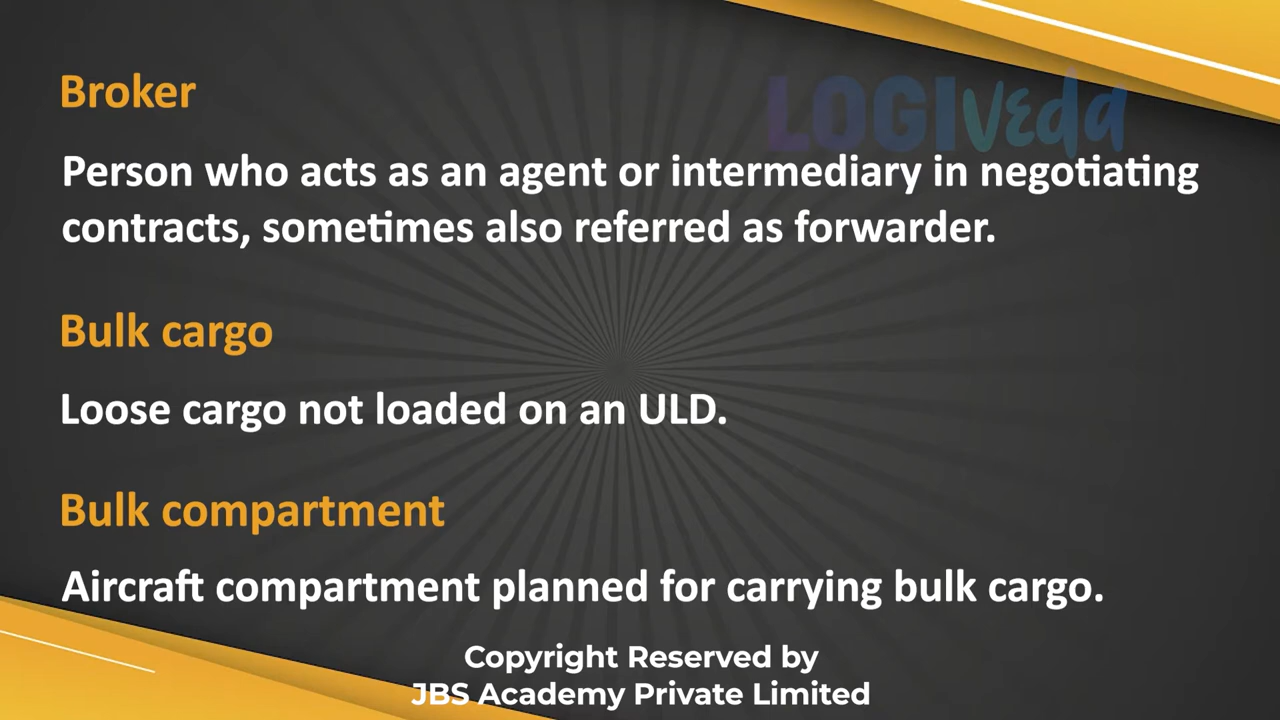 LOGIveda
Broker
Person who acts as an agent or intermediary in negotiating
contracts, sometimes also referred as forwarder.
Bulk cargo
Loose cargo not loaded on an ULD.
Bulk compartment
Aircraft compartment planned for carrying bulk cargo.
Copyright Reserved by
JBS Academy Private Limited